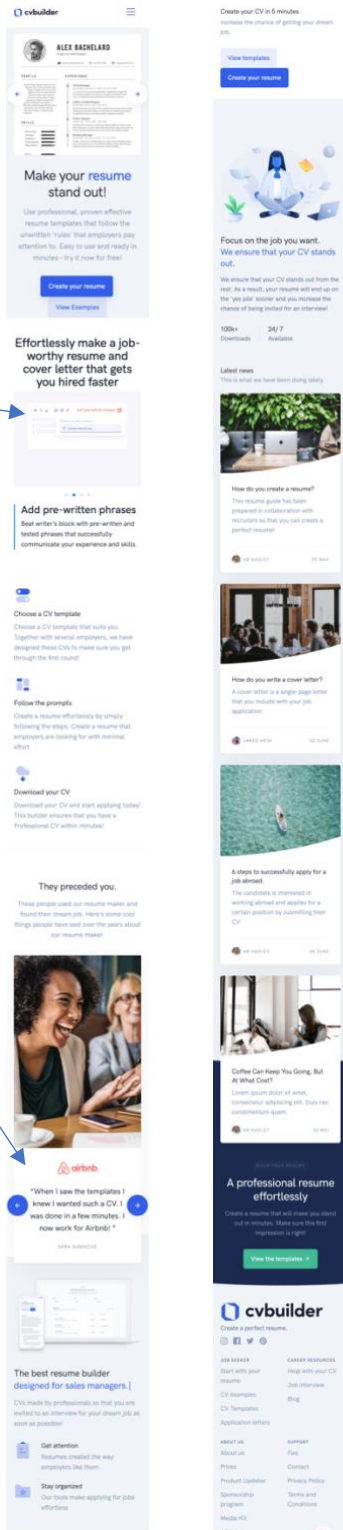 cvbuilder
ALEX BACHELARD
PROFILE
EXPERIENCE
SKILLS
Make your resume
stand out!
Use professional, proven effective
resume templates that follow the
unwritten 'rules' that employers pay
attention to. Easy to use and ready in
minutes - try it now for free!
Create your resume
View Examples
Effortlessly make a job-
worthy resume and
cover letter that gets
you hired faster
Add pre-written phrases
Beat writer's block with pre-written and
tested phrases that successfully
communicate your experience and skills.
Choose a CV template
Choose a CV template that suits you.
Together with several employers, we have
designed these CVs to make sure you get
through the first round!
Follow the prompts
Create a resume effortlessly by simply
following the steps. Create a resume that
employers are looking for with minimal
effort
Download your CV
Download your CV and start applying today!
This builder ensures that you have a
Professional CV within minutes!
They preceded you.
These people used our resume maker and
found their dream job. Here's some cool
things people have said over the years about
our resume maker
airbnb
"When I saw the templates I
knew I wanted such a CV. I
was done in a few minutes. I
now work for Airbnb! "
The best resume builder
designed for sales managers.|
CVs made by professionals so that you are
invited to an interview for your dream job as
soon as possible!
Get attention
Resumes created the way
employers like them
Stay organized
Our tools make applying for jobs
effortless
Create your CV in 5 minutes
Increase the chance of getting your dream
job.
View templates
Create your resume
Focus on the job you want.
We ensure that your CV stands
out.
We ensure that your CV stands out from the
rest. As a result, your resume will end up on
the 'yes pile' sooner and you increase the
chance of being invited for an interview!
100k+
Downloads
24/7
Available
Latest news
This is what we have been doing lately.
How do you create a resume?
This resume guide has been
prepared in collaboration with
recruiters so that you can create a
perfect resume!
How do you write a cover letter?
A cover letter is a single page letter
that you include with your job
application.
6 steps to successfully apply for a
job abroad
The candidate is interested in
working abroad and applies for a
certain position by submitting their
CV
Coffee Can Keep You Going, But
At What Cost?
Lorem ipsum dolor sit amet,
consectetur adipiscing elit. Duis nec
condimentum quam.
BUILD YOUR RESUME
A professional resume
effortlessly
Create a resume that will make you stand
out in minutes. Make sure the first
impression is right!
View the templates
cvbuilder
Create a perfect resume.
JOB SEEKER
Start with your
resume
CV examples
CV Templates
Application letters
CAREER RESOURCES
Help with your CV
Job interview
Blog
ABOUT US
About us
Prices
Product Updates
Sponsorship
program
Media Kit
SUPPORT
Faq
Contact
Privacy Policy
Terms and
Conditions